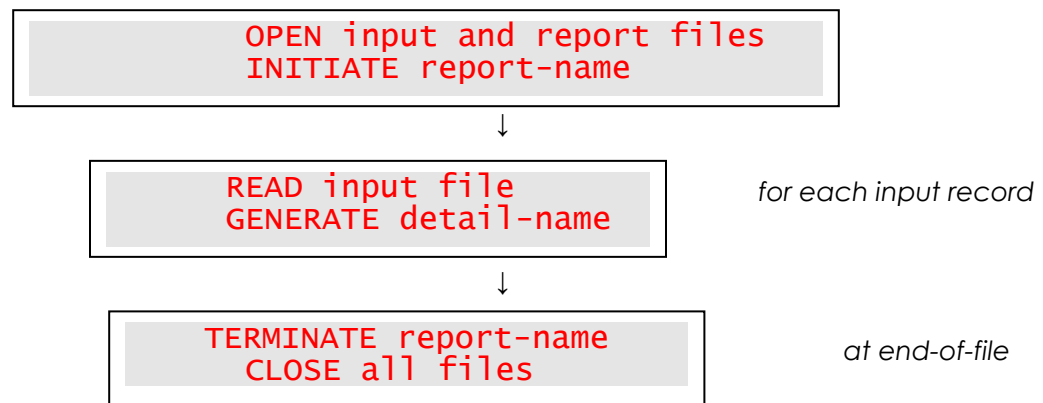 OPEN input and report files
INITIATE report-name
↓
READ input file
GENERATE detail-name
for each input record
↓
TERMINATE report-name
CLOSE all files
at end-of-file